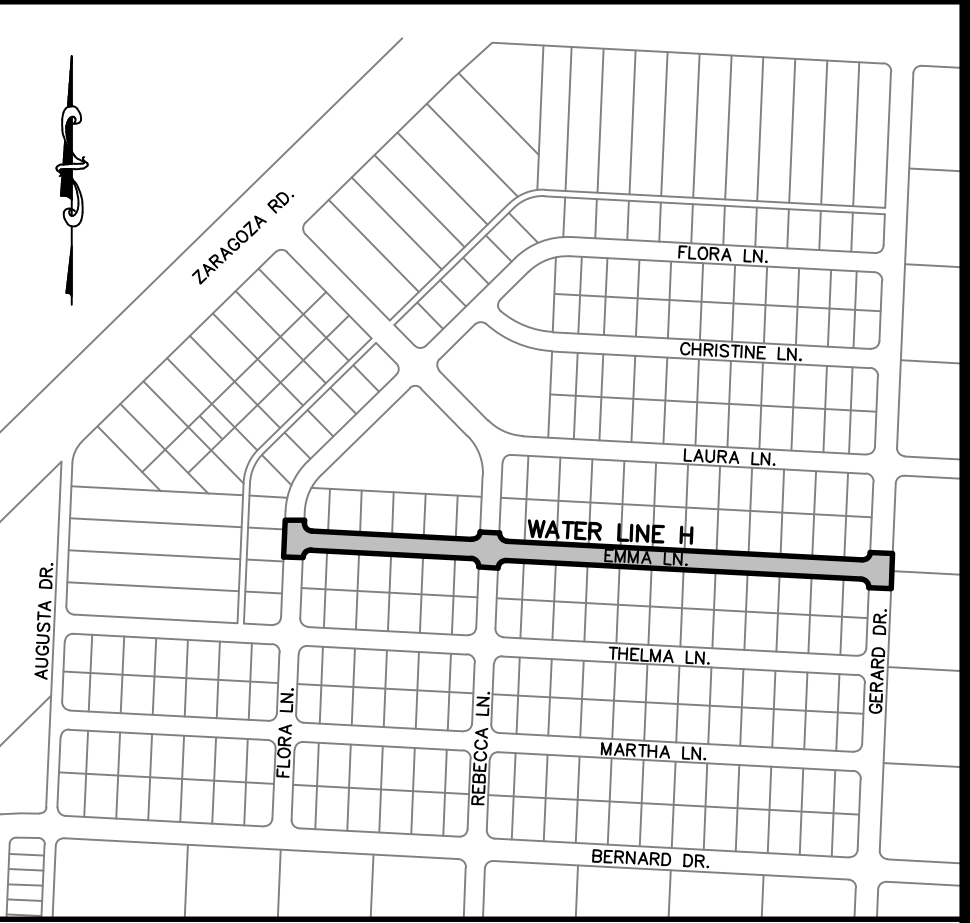 ZARAGOZA RD.
FLORA LN.
CHRISTINE LN.
LAURA LN.
WATER LINE H
EMMA LN.
AUGUSTA DR.
THELMA LN.
GERARD DR.
FLORA LN.
REBECCA LN.
MARTHA LN.
BERNARD DR.